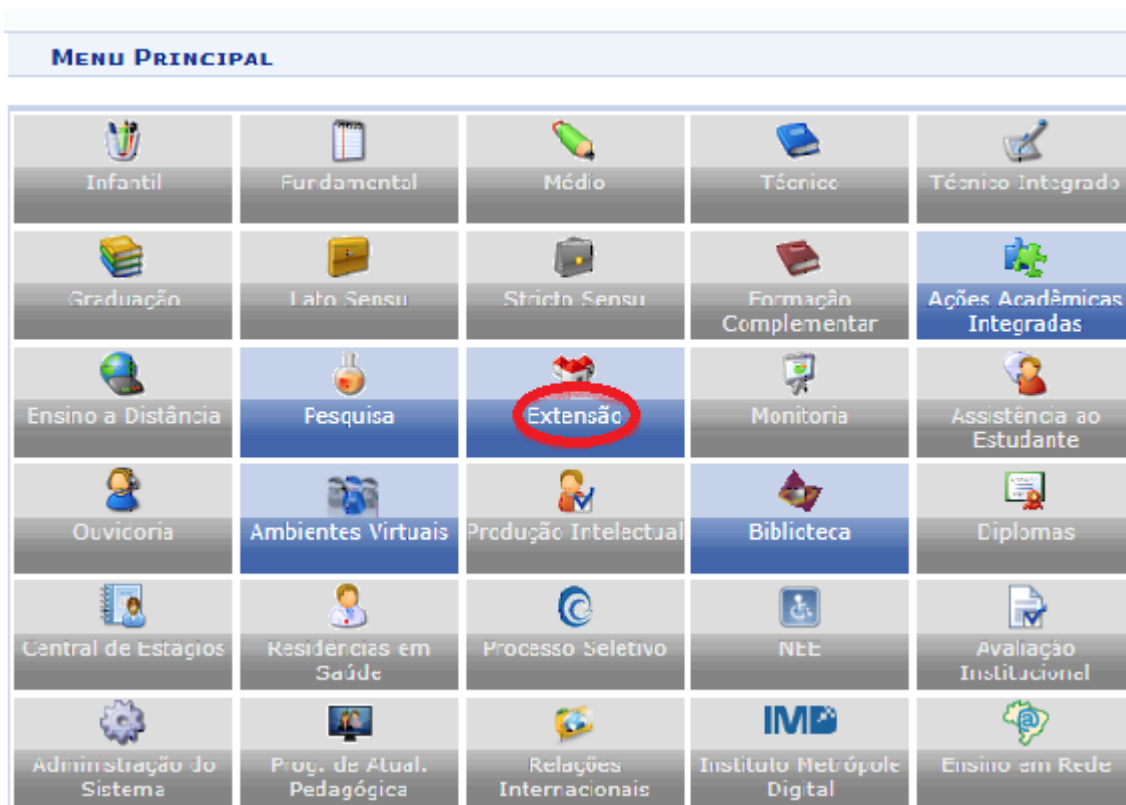 MENU PRINCIPAL
Infantil
Fundamental
Médio
Técnico
Técnico Integrado
Graduação
Lato Sensu
Stricto Sensu
Formação
Complementar
Ações Acadêmicas
Integradas
Ensino a Distância
Pesquisa
Extensão
Monitoria
Assistência ao
Estudante
Ouvidoria
Ambientes Virtuais
Produção Intelectual
Biblioteca
Diplomas
Central de Estágios
Residências em
Saúde
Processo Seletivo
NEE
Avaliação
Institucional
Administração do
Sistema
Prog. de Atual.
Pedagógica
Relações
Internacionais
IMD
Instituto Metrópole
Digital
@
Ensino em Rede